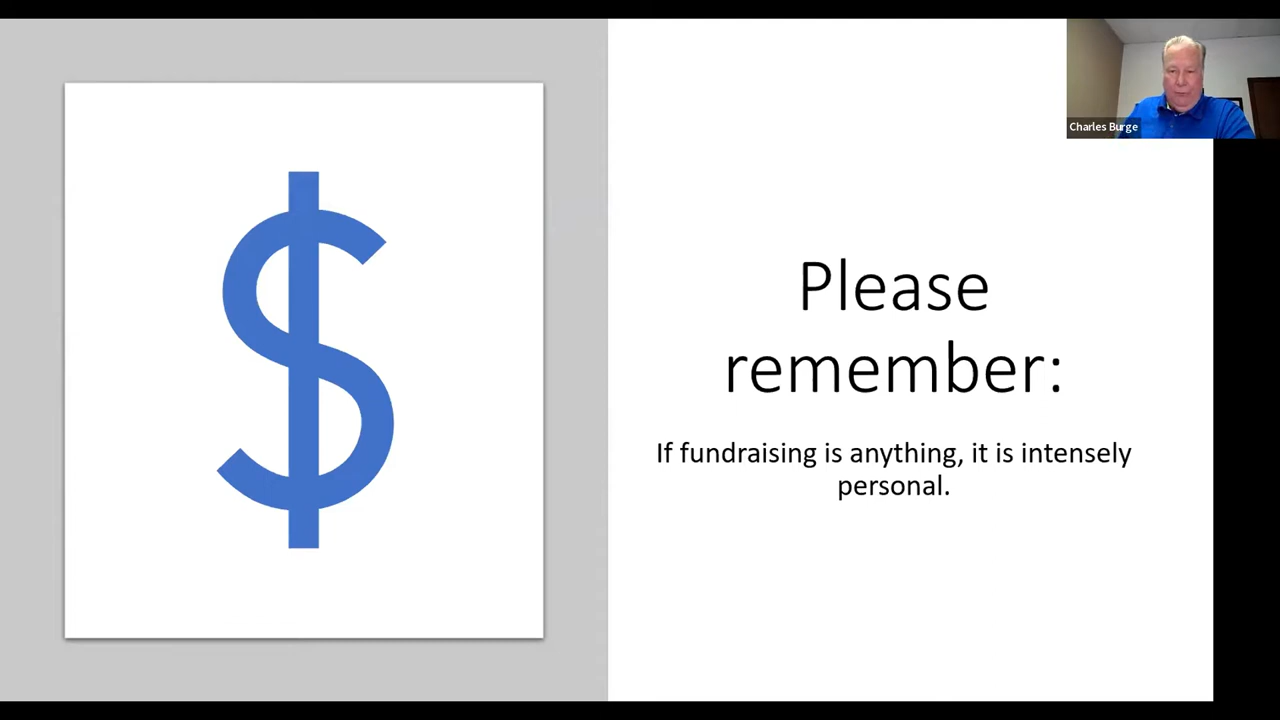 Charles Burge
Please
remember:
If fundraising is anything, it is intensely
personal.